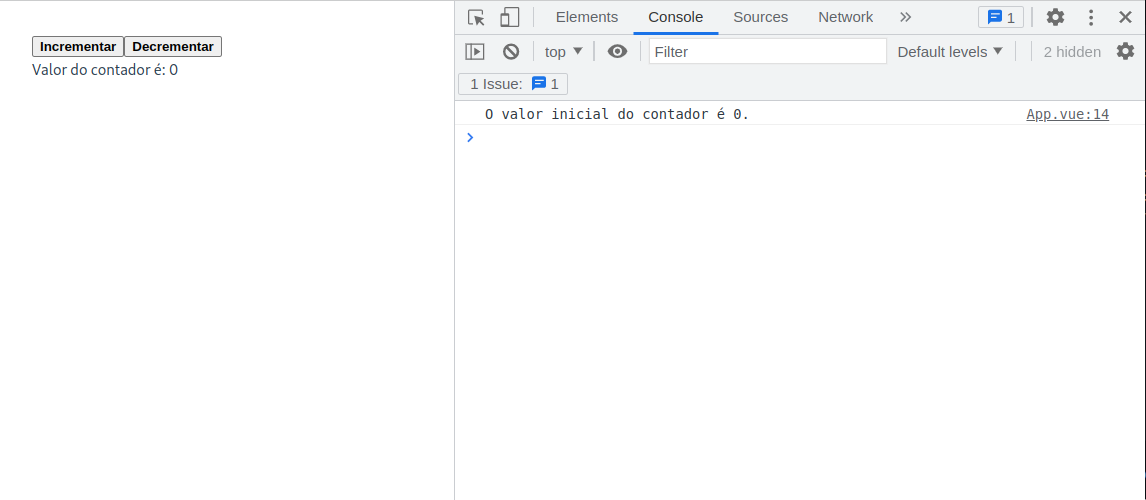 Incrementar Decrementar
Valor do contador é: 0
Elements Console Sources Network 1
top Filter Default levels 2 hidden
1 Issue: 1
O valor inicial do contador é 0. App.vue:14